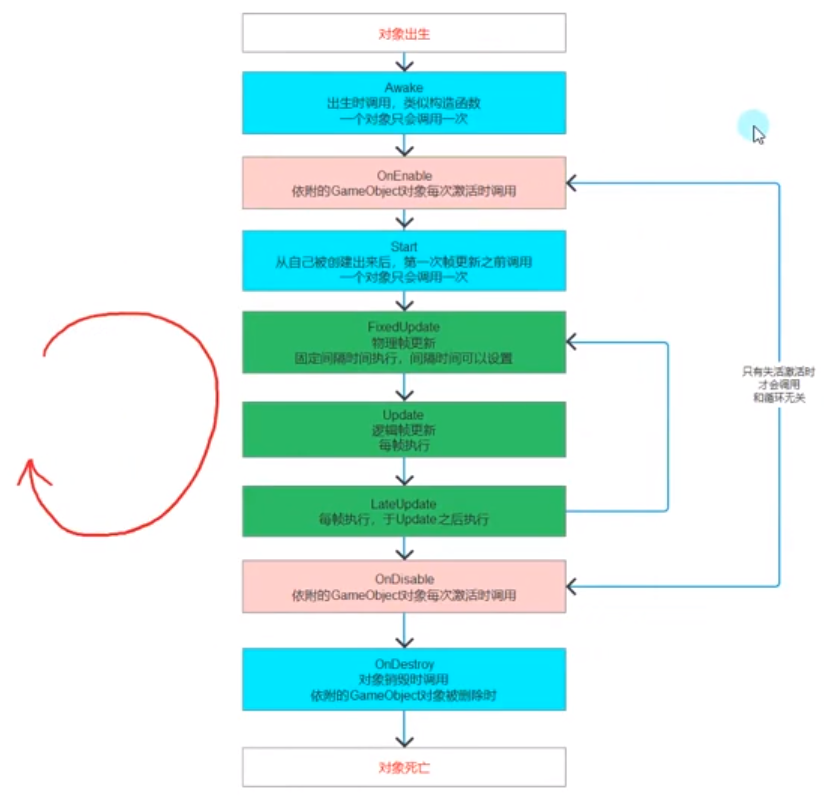 对象出生
Awake
出生时调用，类似构造函数
一个对象只会调用一次
OnEnable
依附的GameObject对象每次激活时调用
Start
从自己被创建出来后，第一次帧更新之前调用
一个对象只会调用一次
FixedUpdate
物理帧更新
固定间隔时间执行，间隔时间可以设置
Update
逻辑帧更新
每帧执行
LateUpdate
每帧执行，于Update之后执行
OnDisable
依附的GameObject对象每次激活时调用
OnDestroy
对象销毁时调用
依附的GameObject对象被删除时
对象死亡
只有失活激活时
才会调用
和循环无关